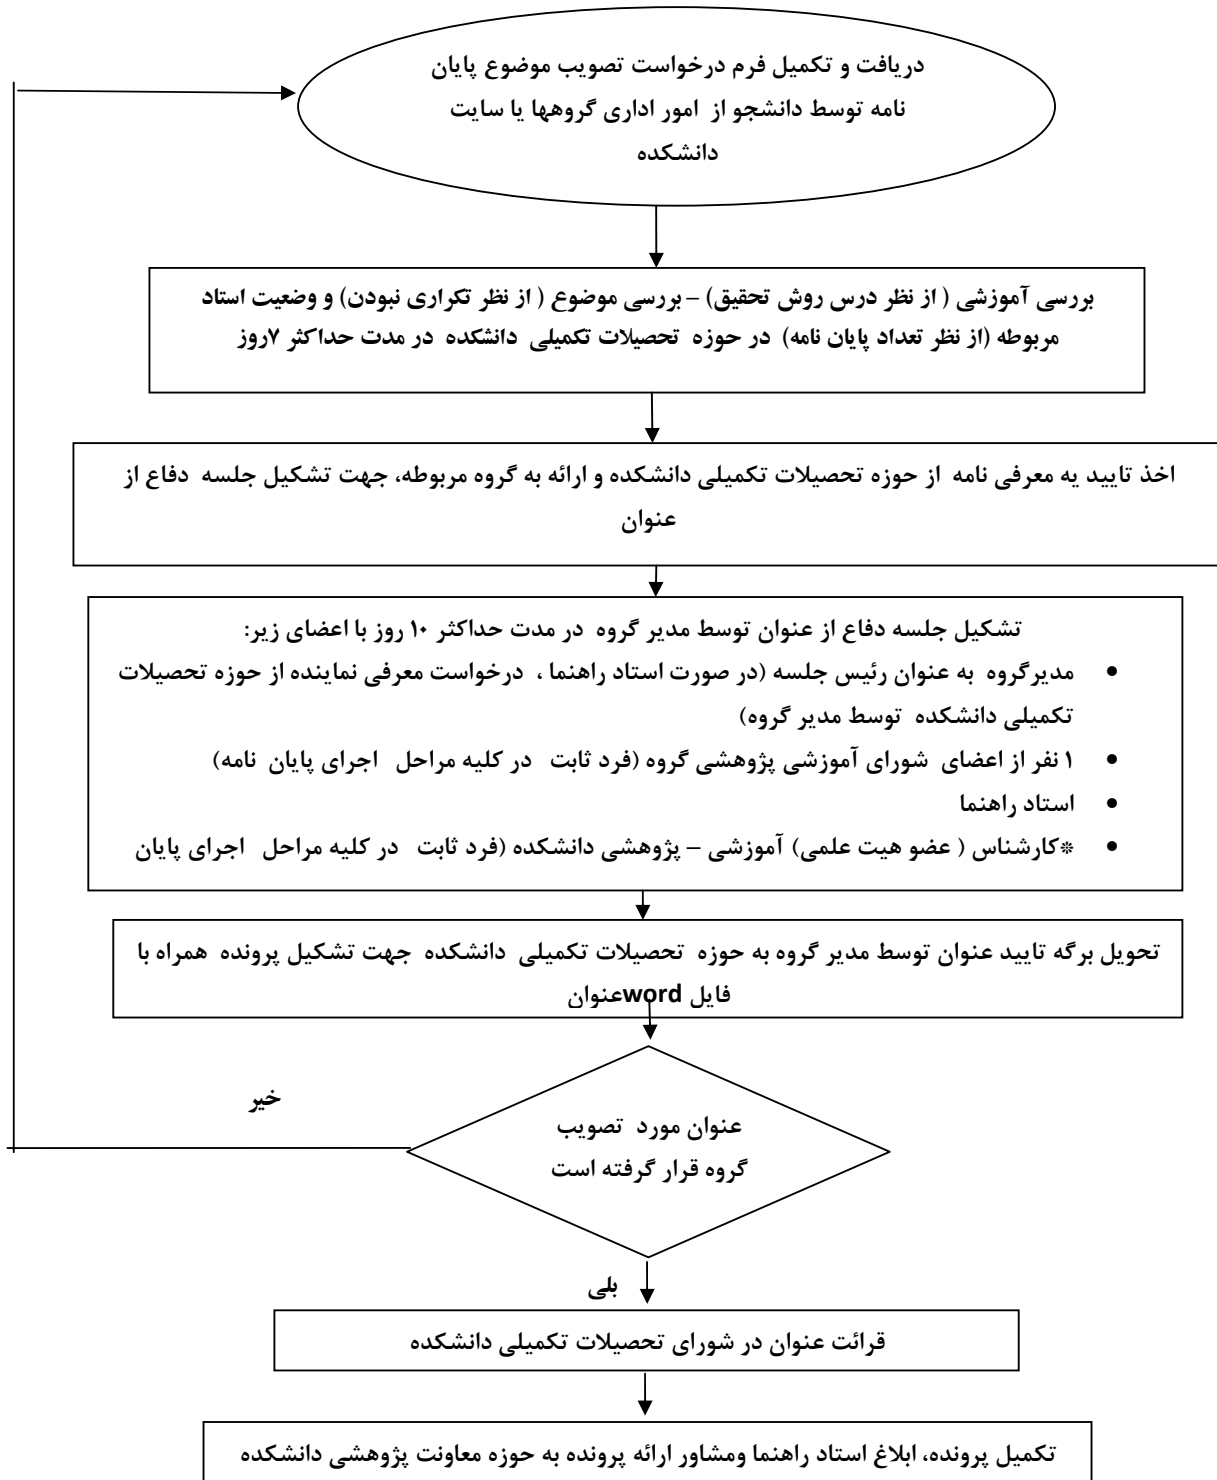 دریافت و تکمیل فرم درخواست تصویب موضوع پایان
نامه توسط دانشجو از امور اداری گروهها یا سایت
دانشکده
بررسی آموزشی ( از نظر درس روش تحقیق) – بررسی موضوع ( از نظر تکراری نبودن) و وضعیت استاد
مربوطه (از نظر تعداد پایان نامه) در حوزه تحصیلات تکمیلی دانشکده در مدت حداکثر ۷روز
اخذ تایید یه معرفی نامه از حوزه تحصیلات تکمیلی دانشکده و ارائه به گروه مربوطه، جهت تشکیل جلسه دفاع از
عنوان
تشکیل جلسه دفاع از عنوان توسط مدیر گروه در مدت حداکثر ۱۰ روز با اعضای زیر:
• مدیرگروه به عنوان رئیس جلسه (در صورت استاد راهنما ، درخواست معرفی نماینده از حوزه تحصیلات
تکمیلی دانشکده توسط مدیر گروه)
• ۱ نفر از اعضای شورای آموزشی پژوهشی گروه (فرد ثابت در کلیه مراحل اجرای پایان نامه)
• استاد راهنما
• *کارشناس ( عضو هیت علمی) آموزشی – پژوهشی دانشکده (فرد ثابت در کلیه مراحل اجرای پایان
تحویل برگه تایید عنوان توسط مدیر گروه به حوزه تحصیلات تکمیلی دانشکده جهت تشکیل پرونده همراه با
فایل wordعنوان
خیر
عنوان مورد تصویب
گروه قرار گرفته است
بلی
قرائت عنوان در شورای تحصیلات تکمیلی دانشکده
تکمیل پرونده، ابلاغ استاد راهنما ومشاور ارائه پرونده به حوزه معاونت پژوهشی دانشکده